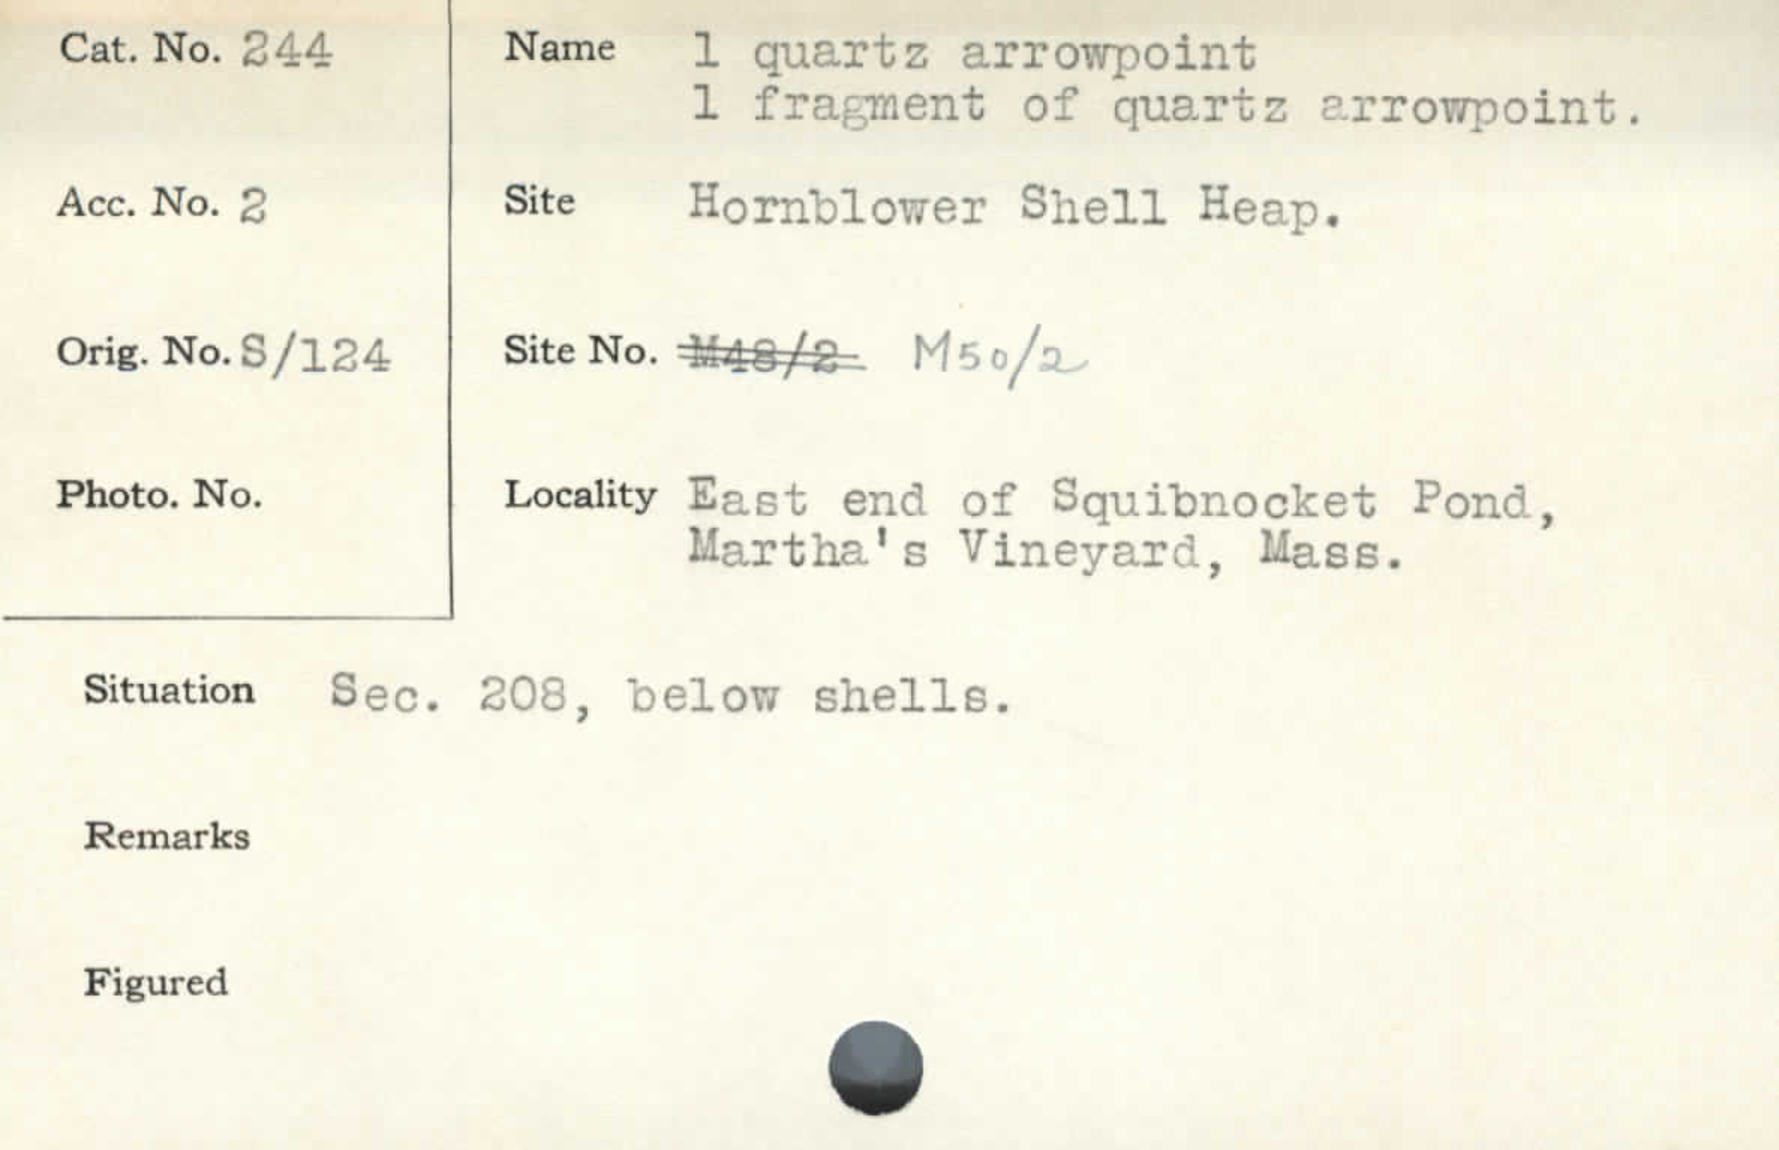 Cat. No. 244
Name 1 quartz arrowpoint
1 fragment of quartz arrowpoint.
Acc. No. 2
Site Hornblower Shell Heap.
Orig. No. S/124
Site No. M48/2 M50/2
Photo. No.
Locality East end of Squibnocket Pond,
Martha's Vineyard, Mass.
Situation Sec. 208, below shells.
Remarks
Figured